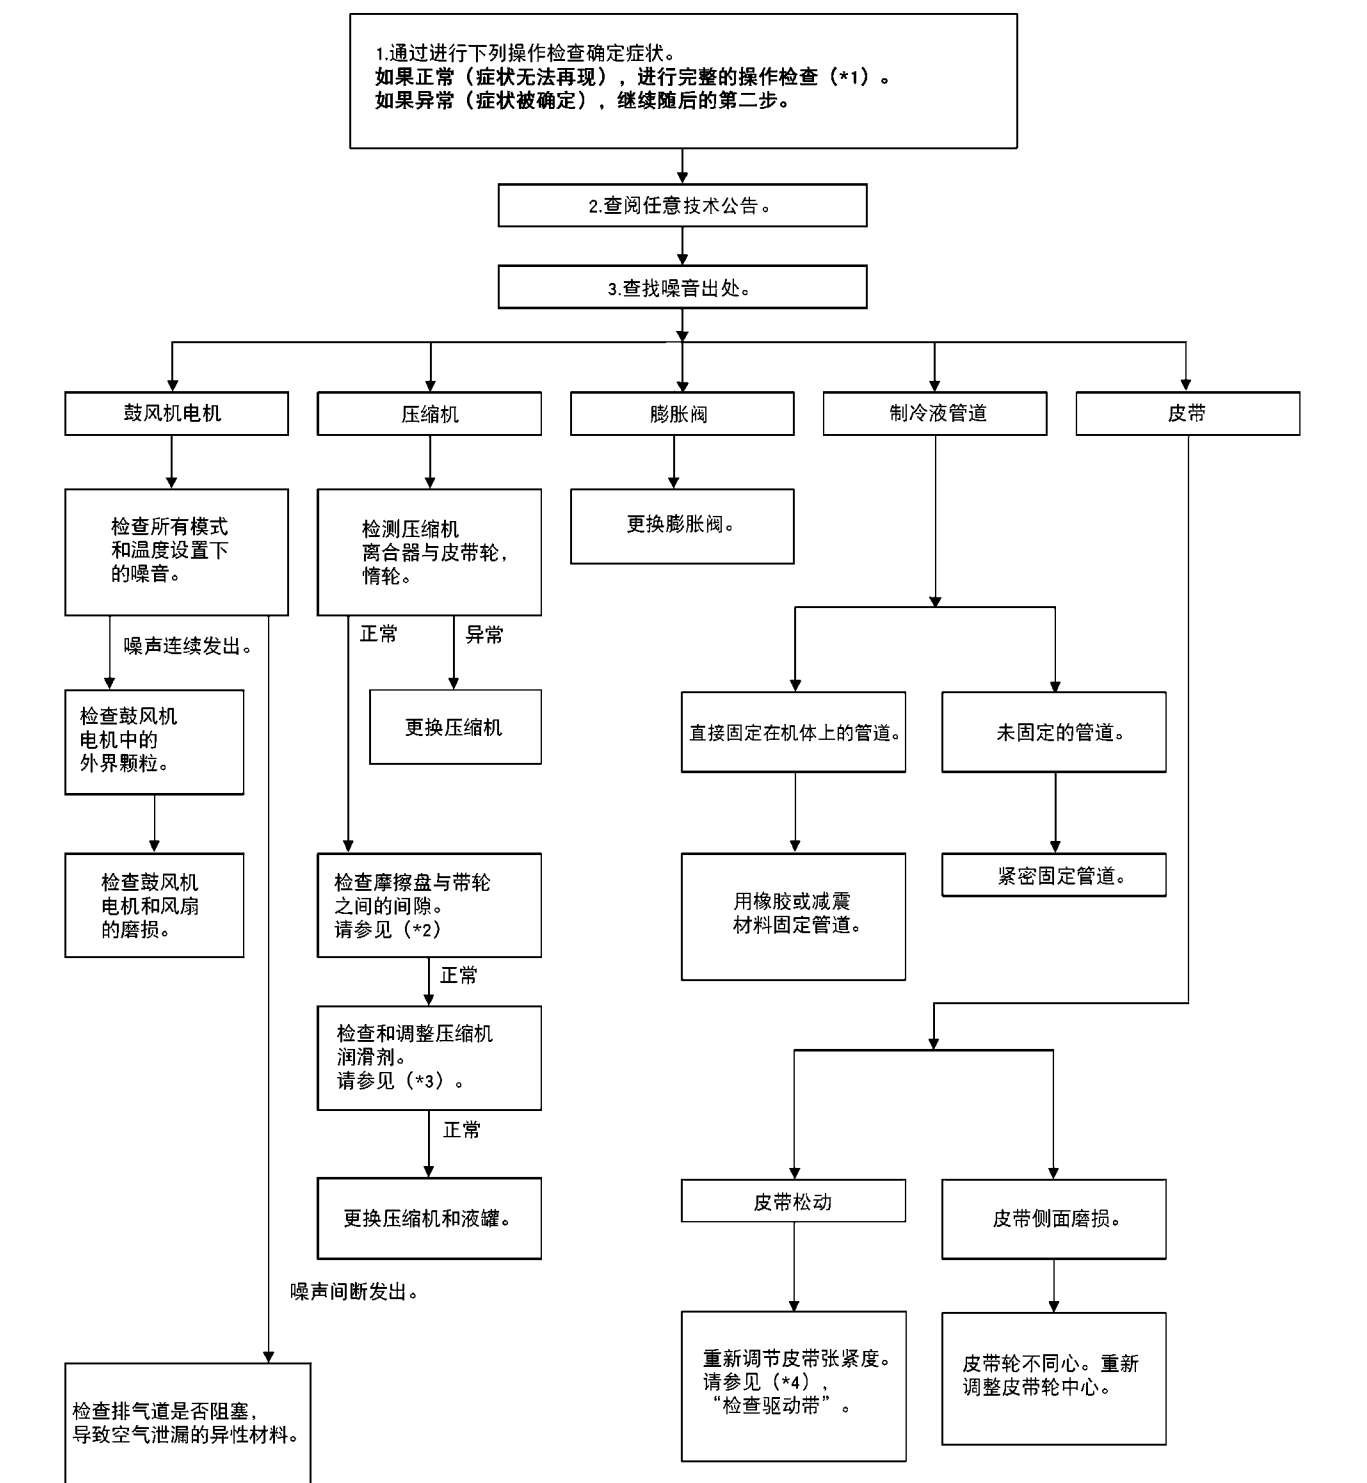 1.通过进行下列操作检查确定症状。
如果正常（症状无法再现），进行完整的操作检查（*1）。
如果异常（症状被确定），继续随后的第二步。
2.查阅任意技术公告。
3.查找噪音出处。
鼓风机电机
压缩机
膨胀阀
制冷液管道
皮带
检查所有模式
和温度设置下
的噪音。
检测压缩机
离合器与皮带轮，
惰轮。
更换膨胀阀。
噪声连续发出。
正常
异常
检查鼓风机
电机中的
外界颗粒。
更换压缩机
直接固定在机体上的管道。
未固定的管道。
检查鼓风机
电机和风扇
的磨损。
检查摩擦盘与带轮
之间的间隙。
请参见（*2）
用橡胶或减震
材料固定管道。
紧密固定管道。
正常
检查和调整压缩机
润滑剂。
请参见（*3）。
正常
更换压缩机和液罐。
皮带松动
皮带侧面磨损。
噪声间断发出。
检查排气道是否阻塞，
导致空气泄漏的异性材料。
重新调节皮带张紧度。
请参见（*4），
“检查驱动带”。
皮带轮不同心。重新
调整皮带轮中心。